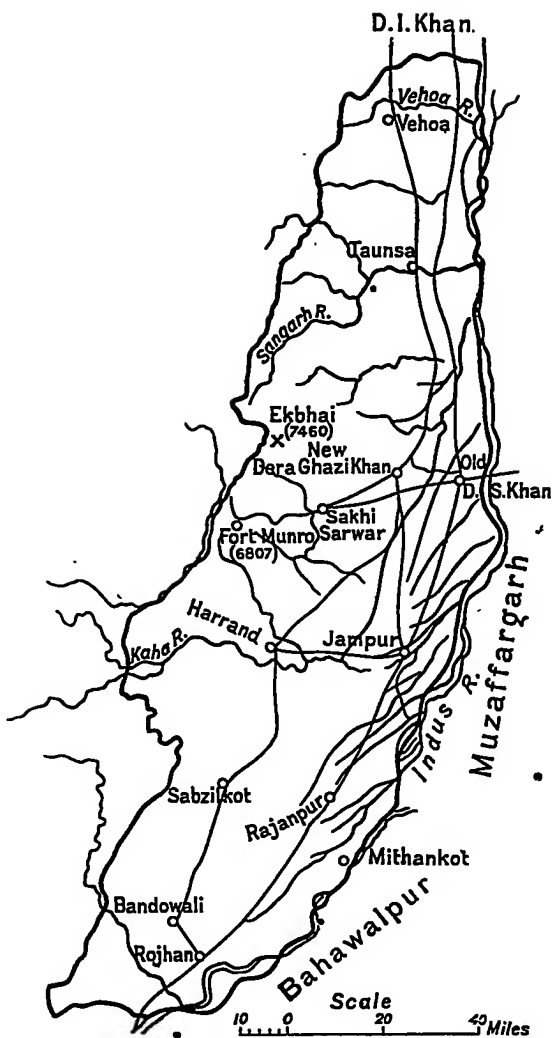 D.I.Khan.
Vehoa R.
Vehoa
Taunsa
Sangarh R.
Ekbhai
(7460)
New
Dera Ghazi Khan
Old
D.S.Khan
Sakhi
Sarwar
Fort Munro
(6807)
Harrand
Jampur
Kaha R.
Indus R.
Muzaffargarh
Sabzilkot
Rajanpur
Mithankot
Bandowali
Rojhan
Bahawalpur
Scale
10 0 20 40 Miles